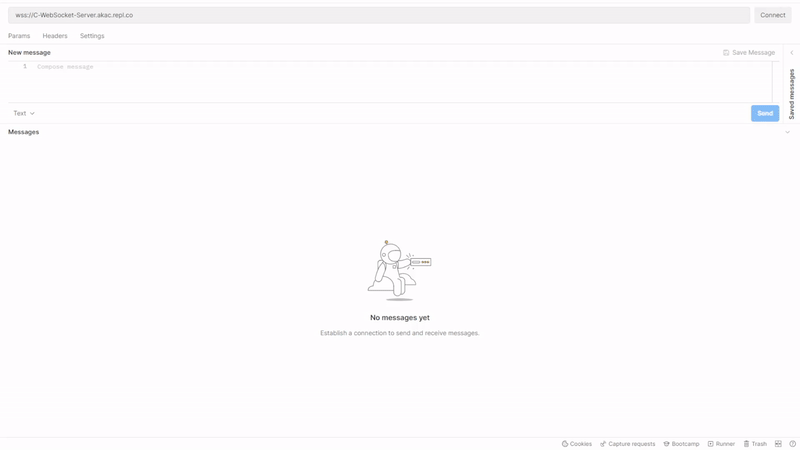 wss://C-WebSocket-Server.akac.repl.co
Connect
Params Headers Settings
New message
Save Message
1 Compose message
Saved messages
Text
Send
Messages
No messages yet
Establish a connection to send and receive messages.
Cookies Capture requests Bootcamp Runner Trash